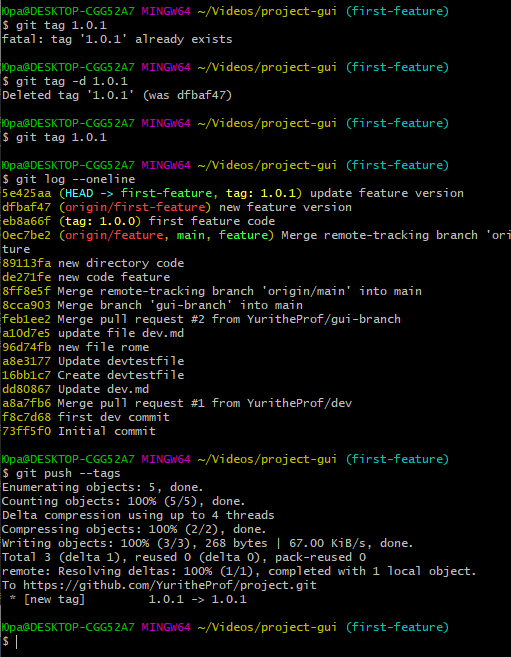 Юра@DESKTOP-CGG52A7 MINGW64 ~/Videos/project-gui (first-feature)
$ git tag 1.0.1
fatal: tag '1.0.1' already exists
Юра@DESKTOP-CGG52A7 MINGW64 ~/Videos/project-gui (first-feature)
$ git tag -d 1.0.1
Deleted tag '1.0.1' (was dfbaf47)
Юра@DESKTOP-CGG52A7 MINGW64 ~/Videos/project-gui (first-feature)
$ git tag 1.0.1
Юра@DESKTOP-CGG52A7 MINGW64 ~/Videos/project-gui (first-feature)
$ git log --oneline
5e425aa (HEAD -> first-feature, tag: 1.0.1) update feature version
dfbaf47 (origin/first-feature) new feature version
eb8a66f (tag: 1.0.0) first feature code
0ec7be2 (origin/feature, main, feature) Merge remote-tracking branch 'ori
ture
89113fa new directory code
de271fe new code feature
8ff8e5f Merge remote-tracking branch 'origin/main' into main
8cca903 Merge branch 'gui-branch' into main
feb1ee2 Merge pull request #2 from YuritheProf/gui-branch
a10d7e5 update file dev.md
96d74fb new file rome
a8e3177 Update devtestfile
16bb1c7 Create devtestfile
dd80867 Update dev.md
a8a7fb6 Merge pull request #1 from YuritheProf/dev
f8c7d68 first dev commit
73ff5f0 Initial commit
Юра@DESKTOP-CGG52A7 MINGW64 ~/Videos/project-gui (first-feature)
$ git push --tags
Enumerating objects: 5, done.
Counting objects: 100% (5/5), done.
Delta compression using up to 4 threads
Compressing objects: 100% (2/2), done.
Writing objects: 100% (3/3), 268 bytes | 67.00 KiB/s, done.
Total 3 (delta 1), reused 0 (delta 0), pack-reused 0
remote: Resolving deltas: 100% (1/1), completed with 1 local object.
To https://github.com/YuritheProf/project.git
 * [new tag]         1.0.1 -> 1.0.1
Юра@DESKTOP-CGG52A7 MINGW64 ~/Videos/project-gui (first-feature)
$